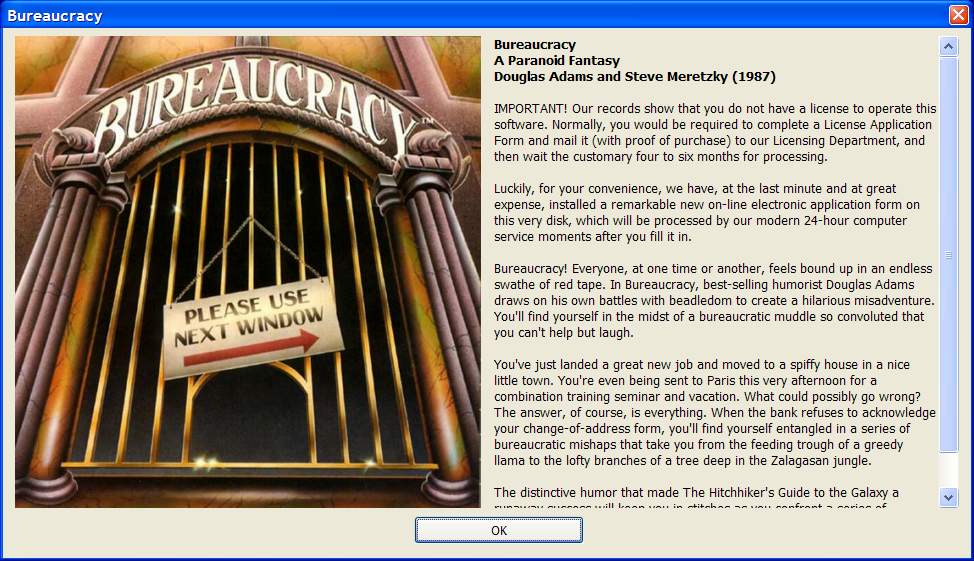 Bureaucracy
BUREAUCRACY™
PLEASE USE
NEXT WINDOW
Bureaucracy
A Paranoid Fantasy
Douglas Adams and Steve Meretzky (1987)
IMPORTANT! Our records show that you do not have a license to operate this
software. Normally, you would be required to complete a License Application
Form and mail it (with proof of purchase) to our Licensing Department, and
then wait the customary four to six months for processing.
Luckily, for your convenience, we have, at the last minute and at great
expense, installed a remarkable new on-line electronic application form on
this very disk, which will be processed by our modern 24-hour computer
service moments after you fill it in.
Bureaucracy! Everyone, at one time or another, feels bound up in an endless
swathe of red tape. In Bureaucracy, best-selling humorist Douglas Adams
draws on his own battles with beadledom to create a hilarious misadventure.
You'll find yourself in the midst of a bureaucratic muddle so convoluted that
you can't help but laugh.
You've just landed a great new job and moved to a spiffy house in a nice
little town. You're even being sent to Paris this very afternoon for a
combination training seminar and vacation. What could possibly go wrong?
The answer, of course, is everything. When the bank refuses to acknowledge
your change-of-address form, you'll find yourself entangled in a series of
bureaucratic mishaps that take you from the feeding trough of a greedy
llama to the lofty branches of a tree deep in the Zalagasan jungle.
The distinctive humor that made The Hitchhiker's Guide to the Galaxy a
runaway success will keep you in stitches as you confront a series of
OK